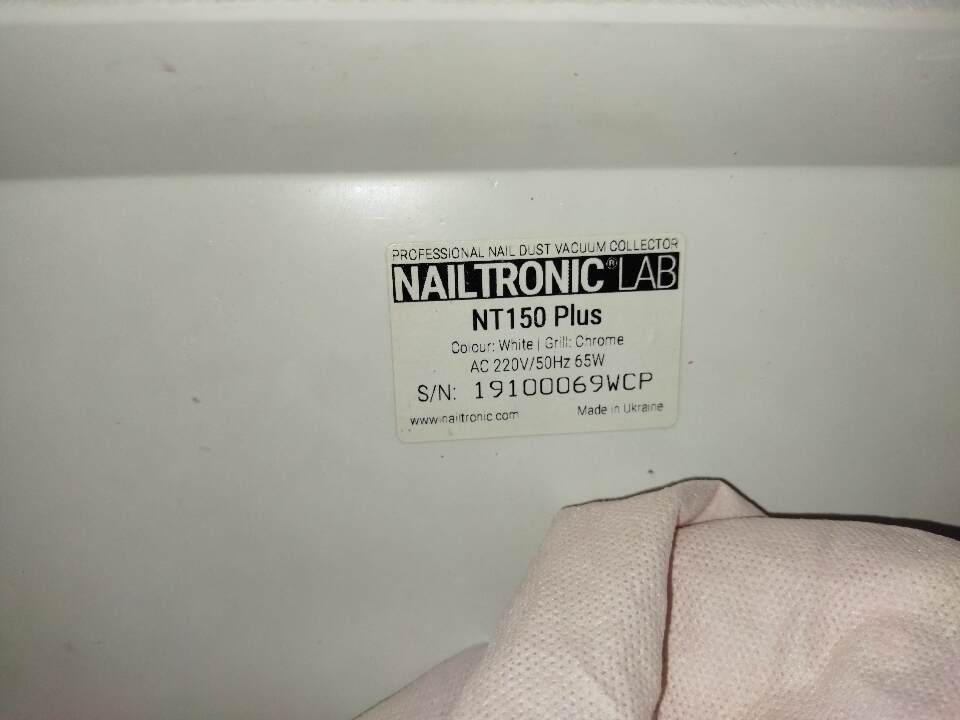 PROFESSIONAL NAIL DUST VACUUM COLLECTOR
NAILTRONIC® LAB
NT150 Plus
Colour: White | Grill: Chrome
AC 220V/50Hz 65W
S/N: 19100069WCP
www.nailtronic.com Made in Ukraine